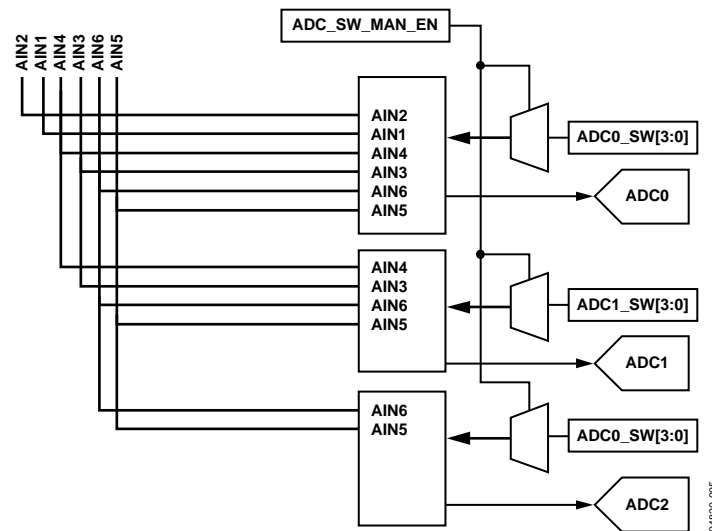 ADC_SW_MAN_EN
AIN2
AIN1
AIN4
AIN3
AIN6
AIN5
AIN2
AIN1
AIN4
AIN3
AIN6
AIN5
ADC0_SW[3:0]
ADC0
AIN4
AIN3
AIN6
AIN5
ADC1_SW[3:0]
ADC1
AIN6
AIN5
ADC0_SW[3:0]
ADC2